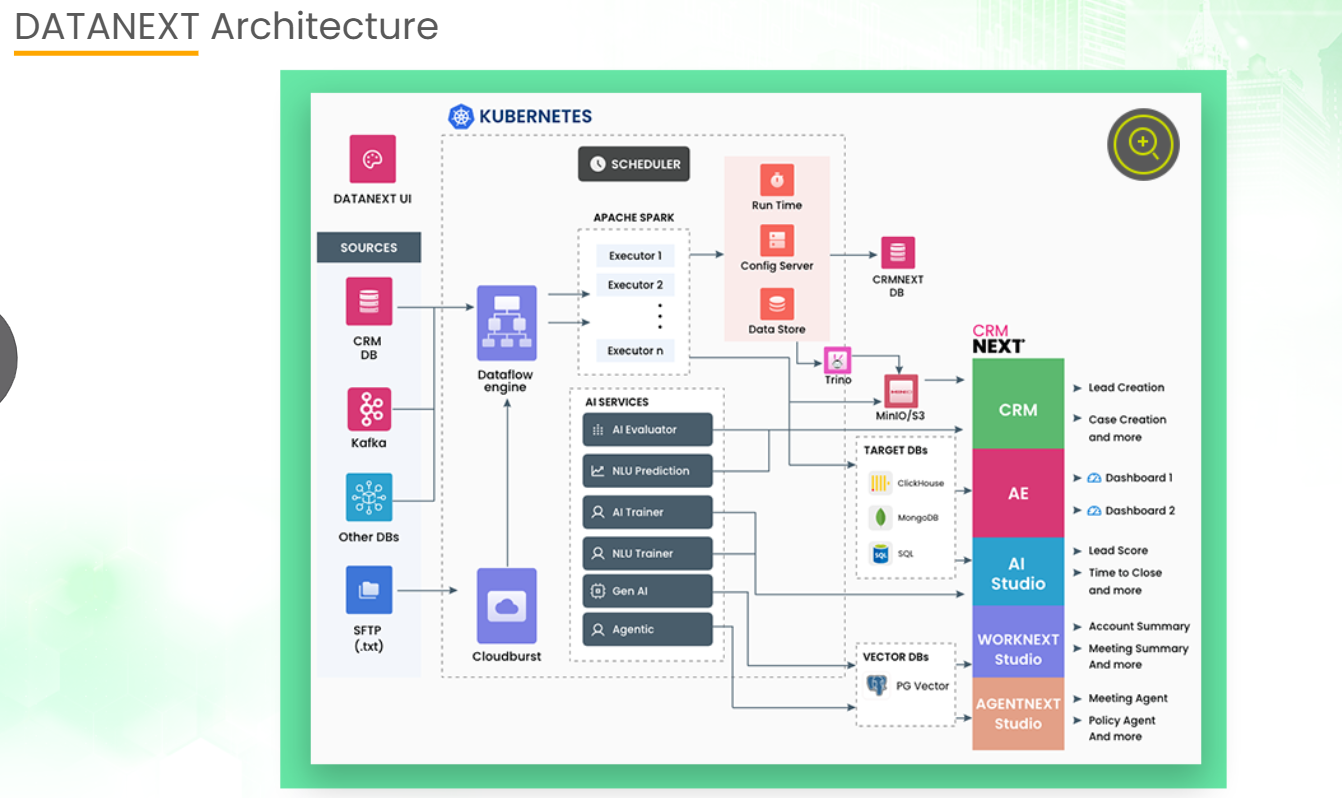 DATANEXT Architecture
KUBERNETES
DATANEXT UI
SOURCES
CRM
DB
Kafka
Other DBs
SFTP
(.txt)
SCHEDULER
APACHE SPARK
Executor 1
Executor 2
Executor n
Dataflow
engine
Cloudburst
Run Time
Config Server
Data Store
CRMNEXT
DB
Trino
MinIO/S3
AI SERVICES
AI Evaluator
NLU Prediction
AI Trainer
NLU Trainer
Gen AI
Agentic
TARGET DBs
ClickHouse
MongoDB
SQL
SQL
VECTOR DBs
PG Vector
CRM
NEXT
CRM
Lead Creation
Case Creation
and more
AE
Dashboard 1
Dashboard 2
AI
Studio
Lead Score
Time to Close
and more
WORKNEXT
Studio
Account Summary
Meeting Summary
And more
AGENTNEXT
Studio
Meeting Agent
Policy Agent
And more